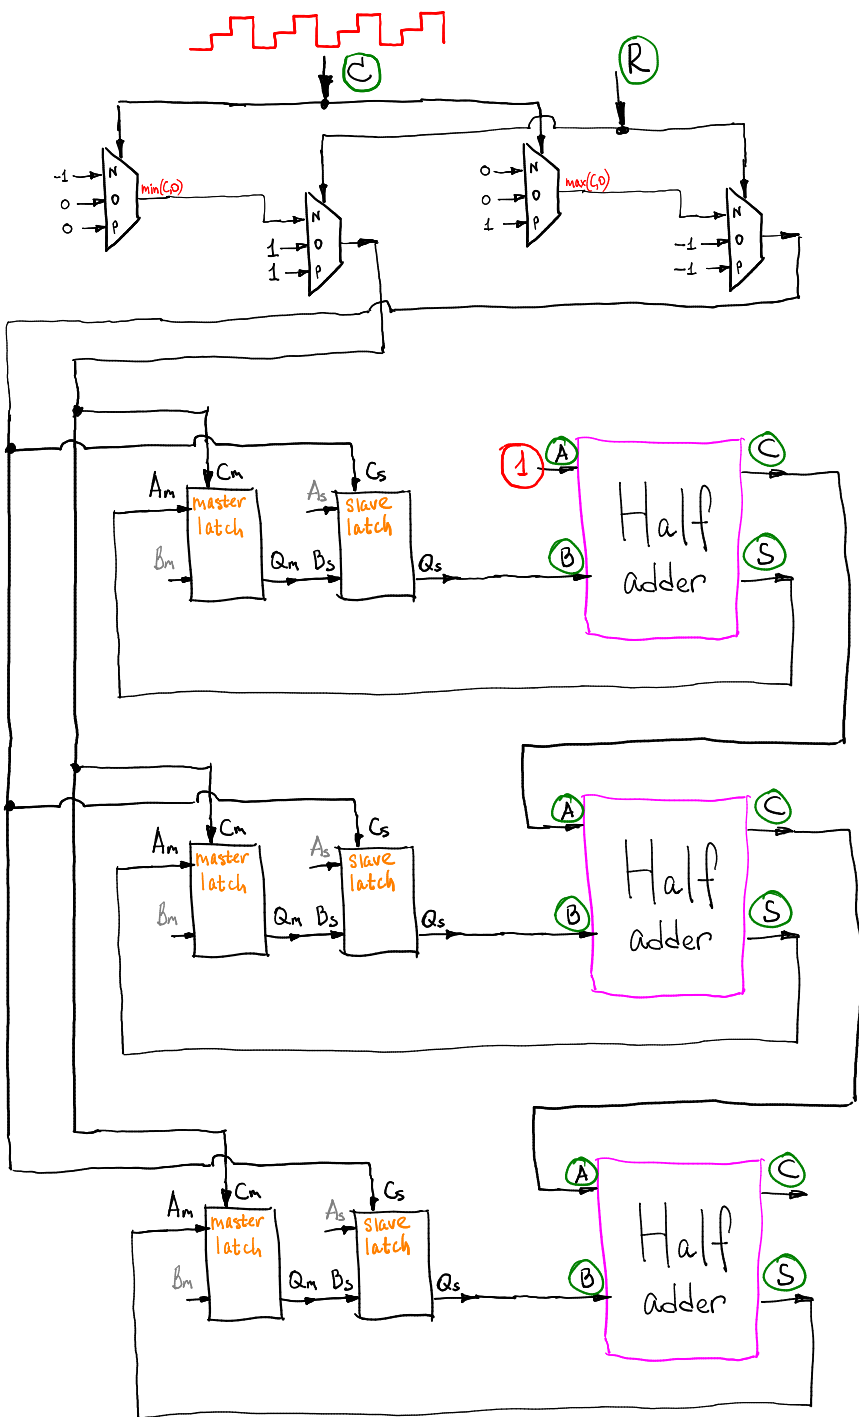 C
R
-1
N
min(C,0)
0
O
0
P
N
1
O
1
P
0
N
max(C,0)
0
O
1
P
N
-1
O
-1
P
1
A
C
Cm
Cs
Am
master
latch
As
slave
latch
Half
adder
Bm
Qm
Bs
Qs
B
S
A
C
Cm
Cs
Am
master
latch
As
slave
latch
Half
adder
Bm
Qm
Bs
Qs
B
S
A
C
Cm
Cs
Am
master
latch
As
slave
latch
Half
adder
Bm
Qm
Bs
Qs
B
S